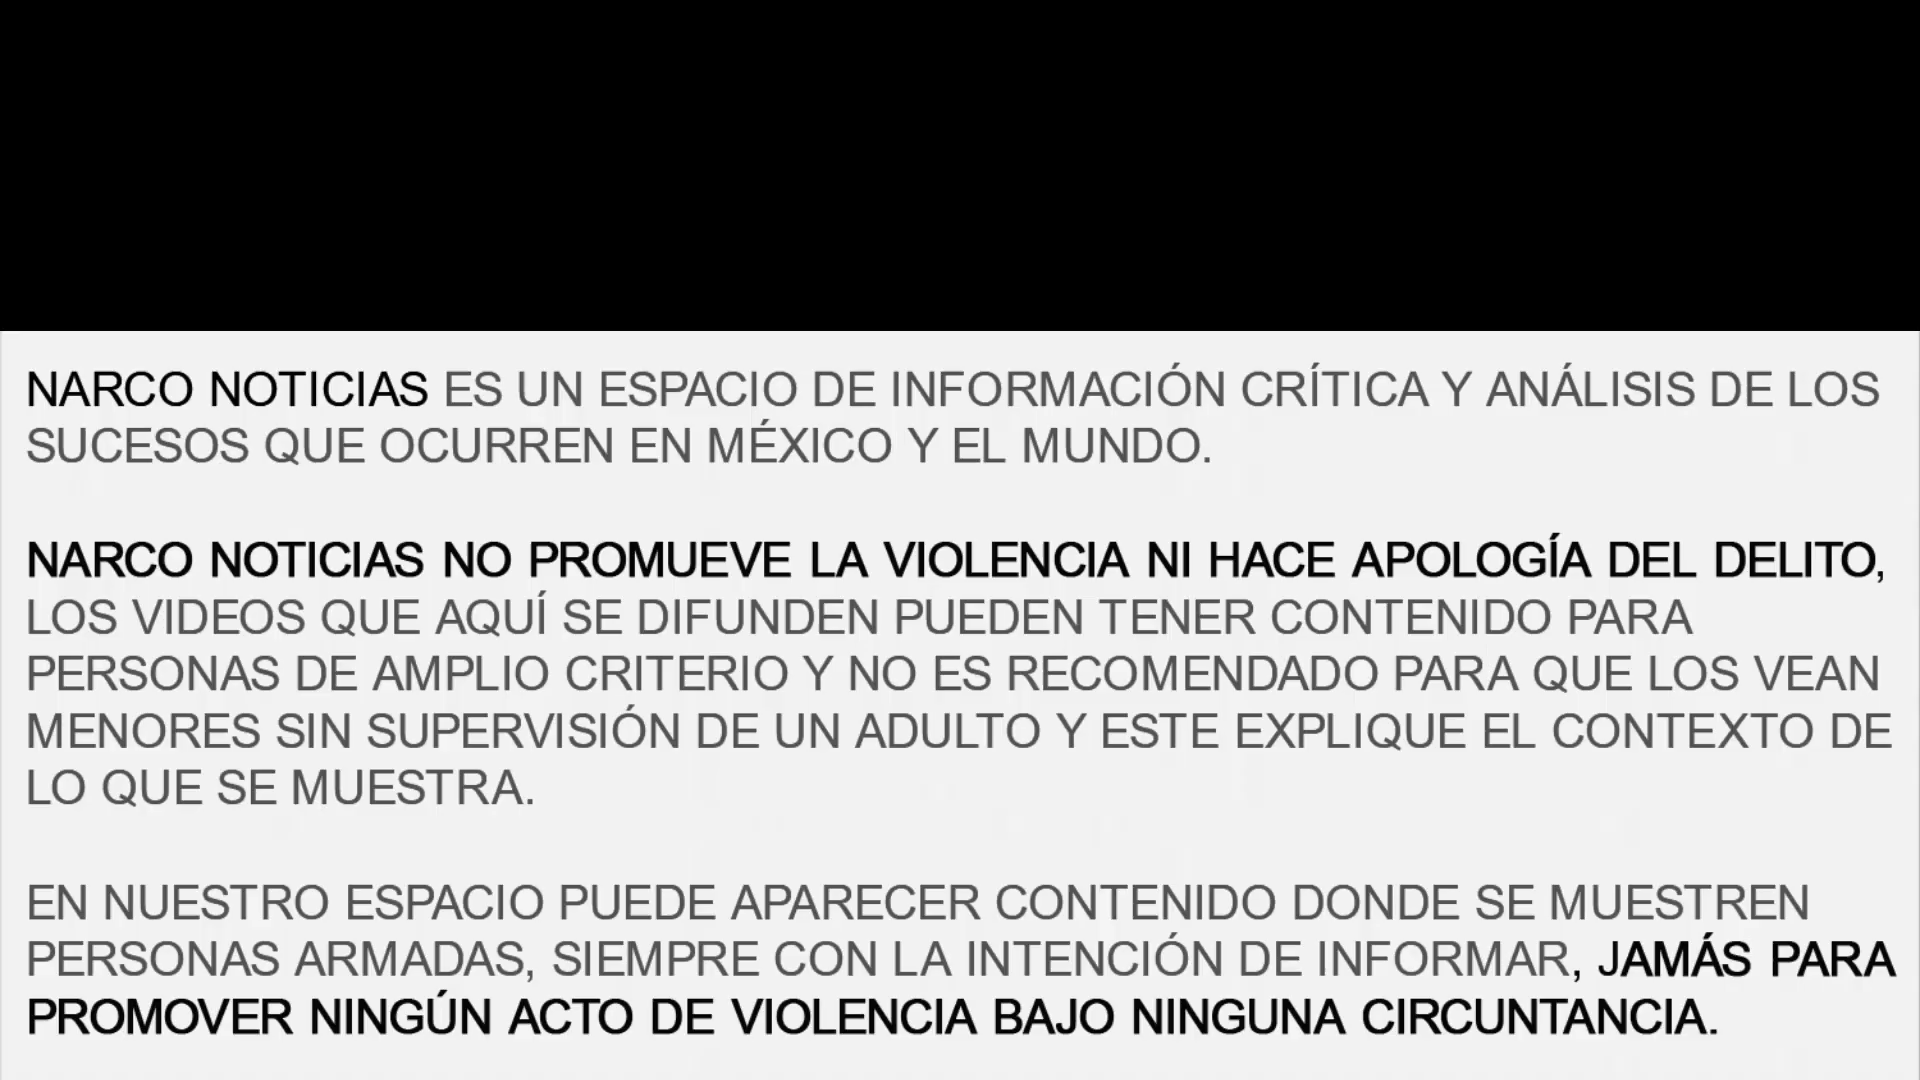 NARCO NOTICIAS ES UN ESPACIO DE INFORMACIÓN CRÍTICA Y ANÁLISIS DE LOS
SUCESOS QUE OCURREN EN MÉXICO Y EL MUNDO.
NARCO NOTICIAS NO PROMUEVE LA VIOLENCIA NI HACE APOLOGÍA DEL DELITO,
LOS VIDEOS QUE AQUÍ SE DIFUNDEN PUEDEN TENER CONTENIDO PARA
PERSONAS DE AMPLIO CRITERIO Y NO ES RECOMENDADO PARA QUE LOS VEAN
MENORES SIN SUPERVISIÓN DE UN ADULTO Y ESTE EXPLIQUE EL CONTEXTO DE
LO QUE SE MUESTRA.
EN NUESTRO ESPACIO PUEDE APARECER CONTENIDO DONDE SE MUESTREN
PERSONAS ARMADAS, SIEMPRE CON LA INTENCIÓN DE INFORMAR, JAMÁS PARA
PROMOVER NINGÚN ACTO DE VIOLENCIA BAJO NINGUNA CIRCUNTANCIA.